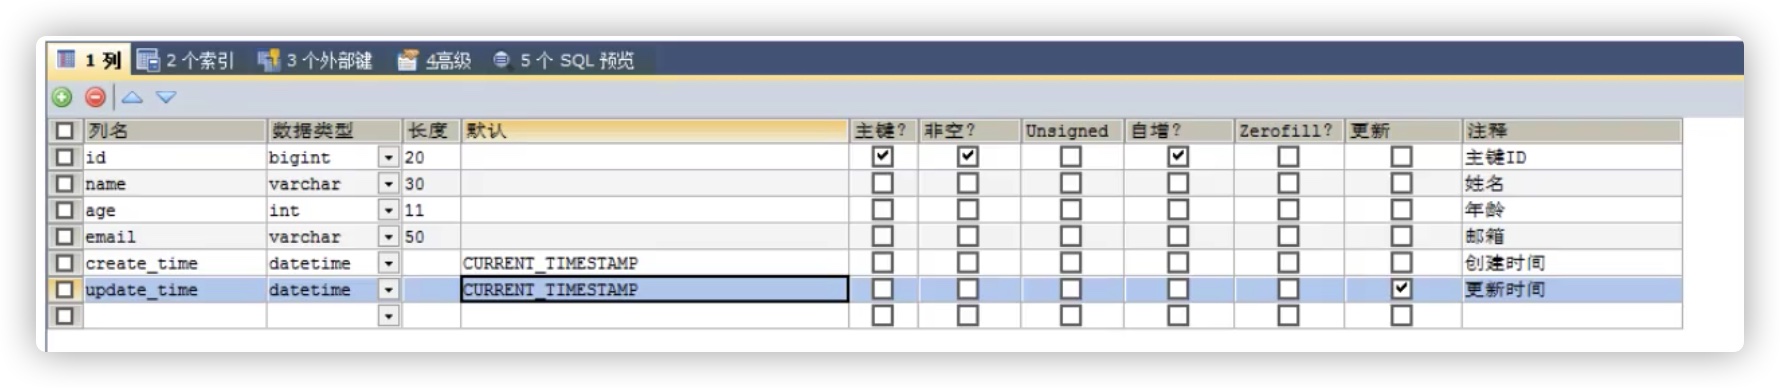 1 列 2 个索引 3 个外部键 4高级 5 个 SQL 预览
列名 数据类型 长度 默认 主键? 非空? Unsigned 自增? Zerofill? 更新 注释
id bigint 20 主键ID
name varchar 30 姓名
age int 11 年龄
email varchar 50 邮箱
create_time datetime CURRENT_TIMESTAMP 创建时间
update_time datetime CURRENT_TIMESTAMP 更新时间